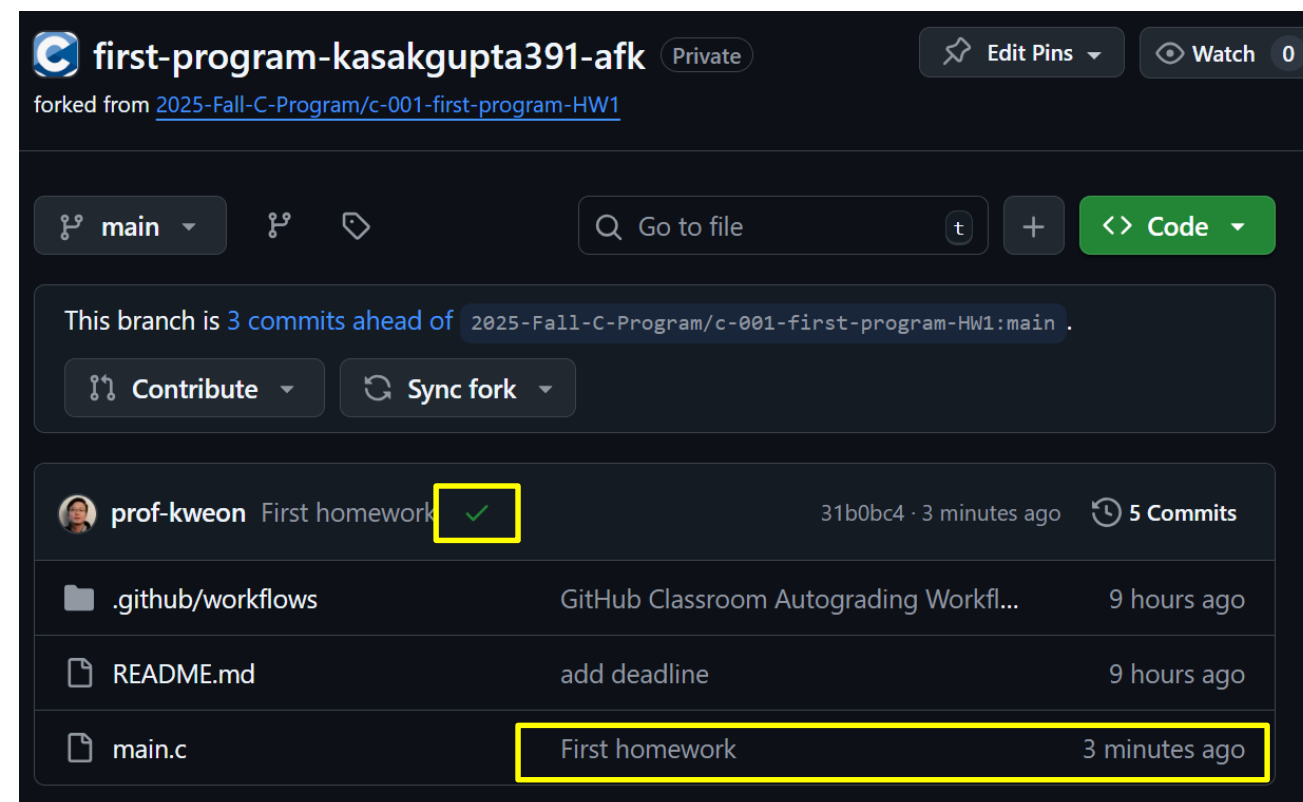 first-program-kasakgupta391-afk Private Edit Pins Watch 0
forked from 2025-Fall-C-Program/c-001-first-program-HW1
main Go to file t + <> Code
This branch is 3 commits ahead of 2025-Fall-C-Program/c-001-first-program-HW1:main .
Contribute Sync fork
prof-kweon First homework 31b0bc4 · 3 minutes ago 5 Commits
.github/workflows GitHub Classroom Autograding Workfl... 9 hours ago
README.md add deadline 9 hours ago
main.c First homework 3 minutes ago